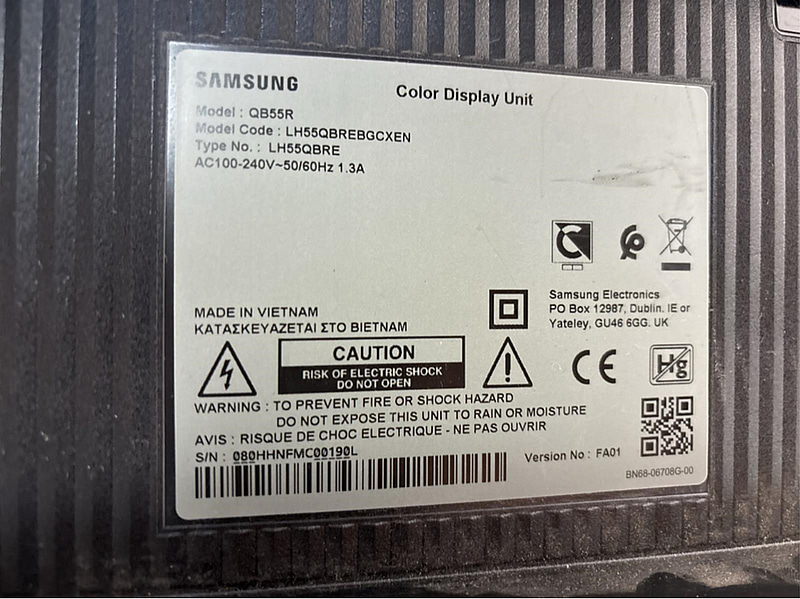 SAMSUNG
Color Display Unit
Model : QB55R
Model Code : LH55QBREBGCXEN
Type No. : LH55QBRE
AC100-240V~50/60Hz 1.3A
Samsung Electronics
PO Box 12987, Dublin. IE or
Yateley, GU46 6GG. UK
MADE IN VIETNAM
ΚΑΤΑΣΚΕΥΑΖΕΤΑΙ ΣΤΟ ΒΙΕΤΝΑΜ
CAUTION
RISK OF ELECTRIC SHOCK
DO NOT OPEN
CE
Hg
WARNING : TO PREVENT FIRE OR SHOCK HAZARD
DO NOT EXPOSE THIS UNIT TO RAIN OR MOISTURE
AVIS : RISQUE DE CHOC ELECTRIQUE - NE PAS OUVRIR
S/N : 080HHNFMC00190L
Version No : FA01
BN68-06708G-00